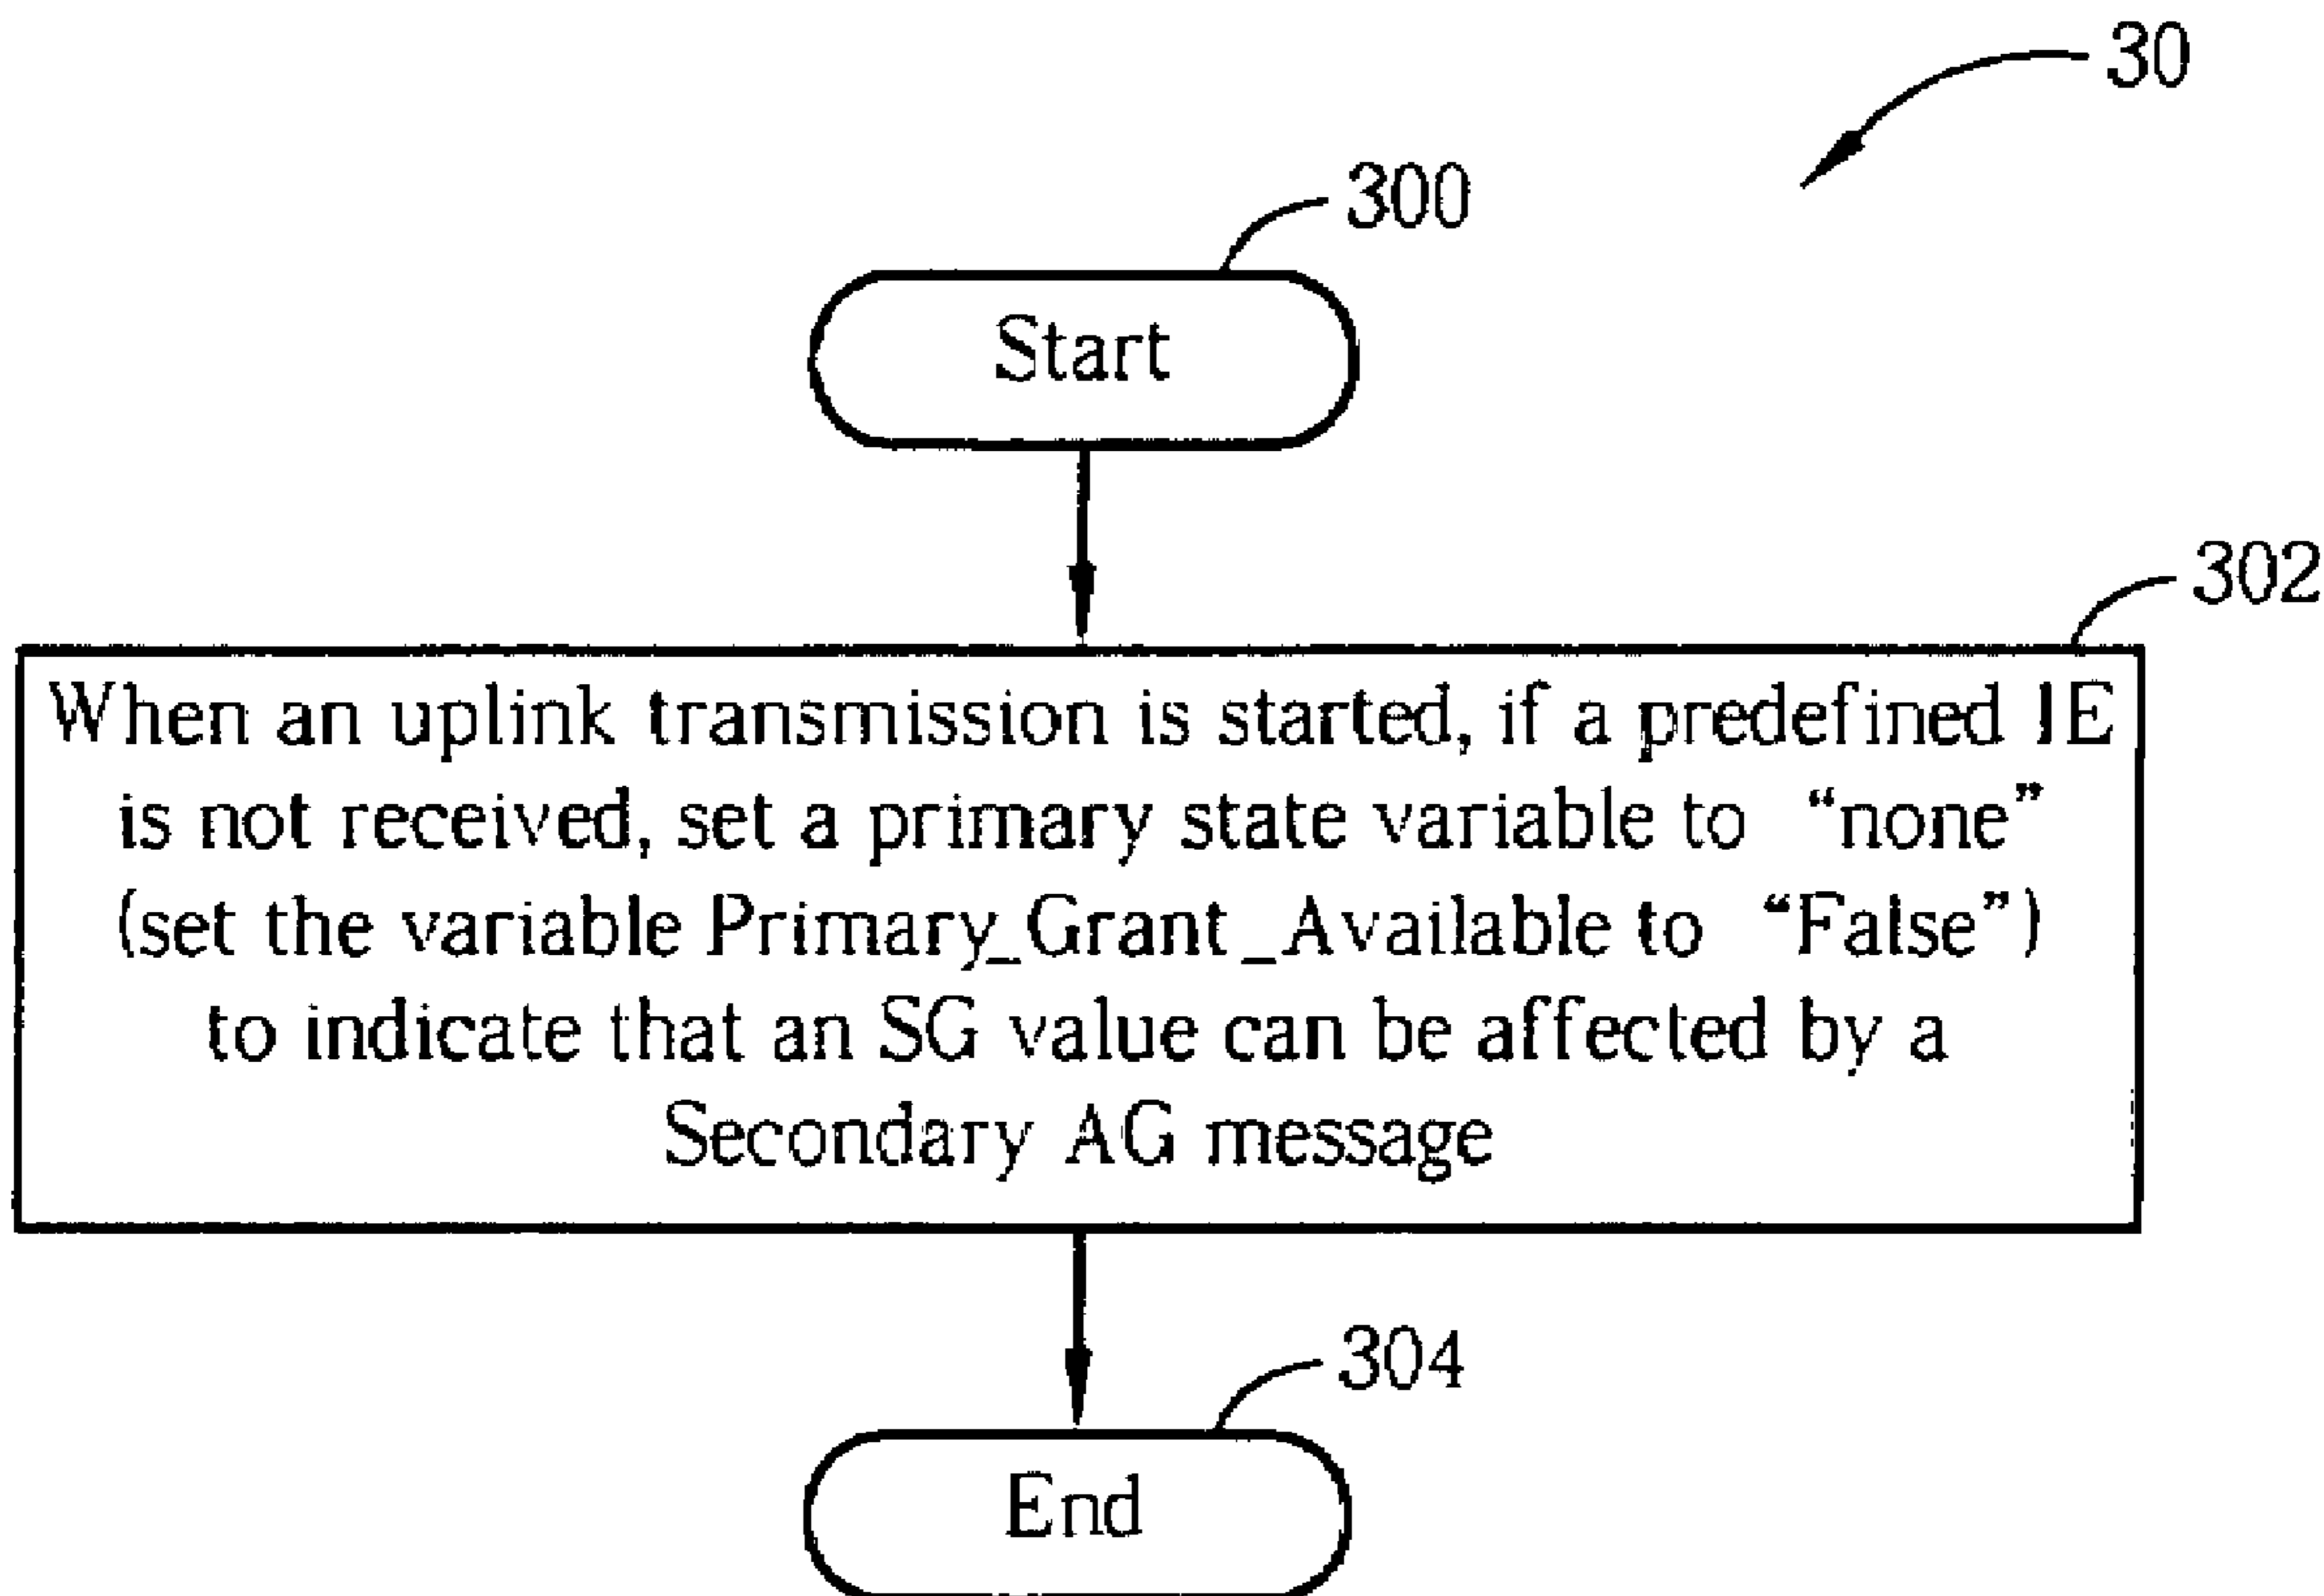 30
300
Start
302
When an uplink transmission is started, if a predefined IE
is not received, set a primary state variable to “none”
(set the variable Primary_Grant_Available to “False”)
to indicate that an SG value can be affected by a
Secondary AG message
304
End